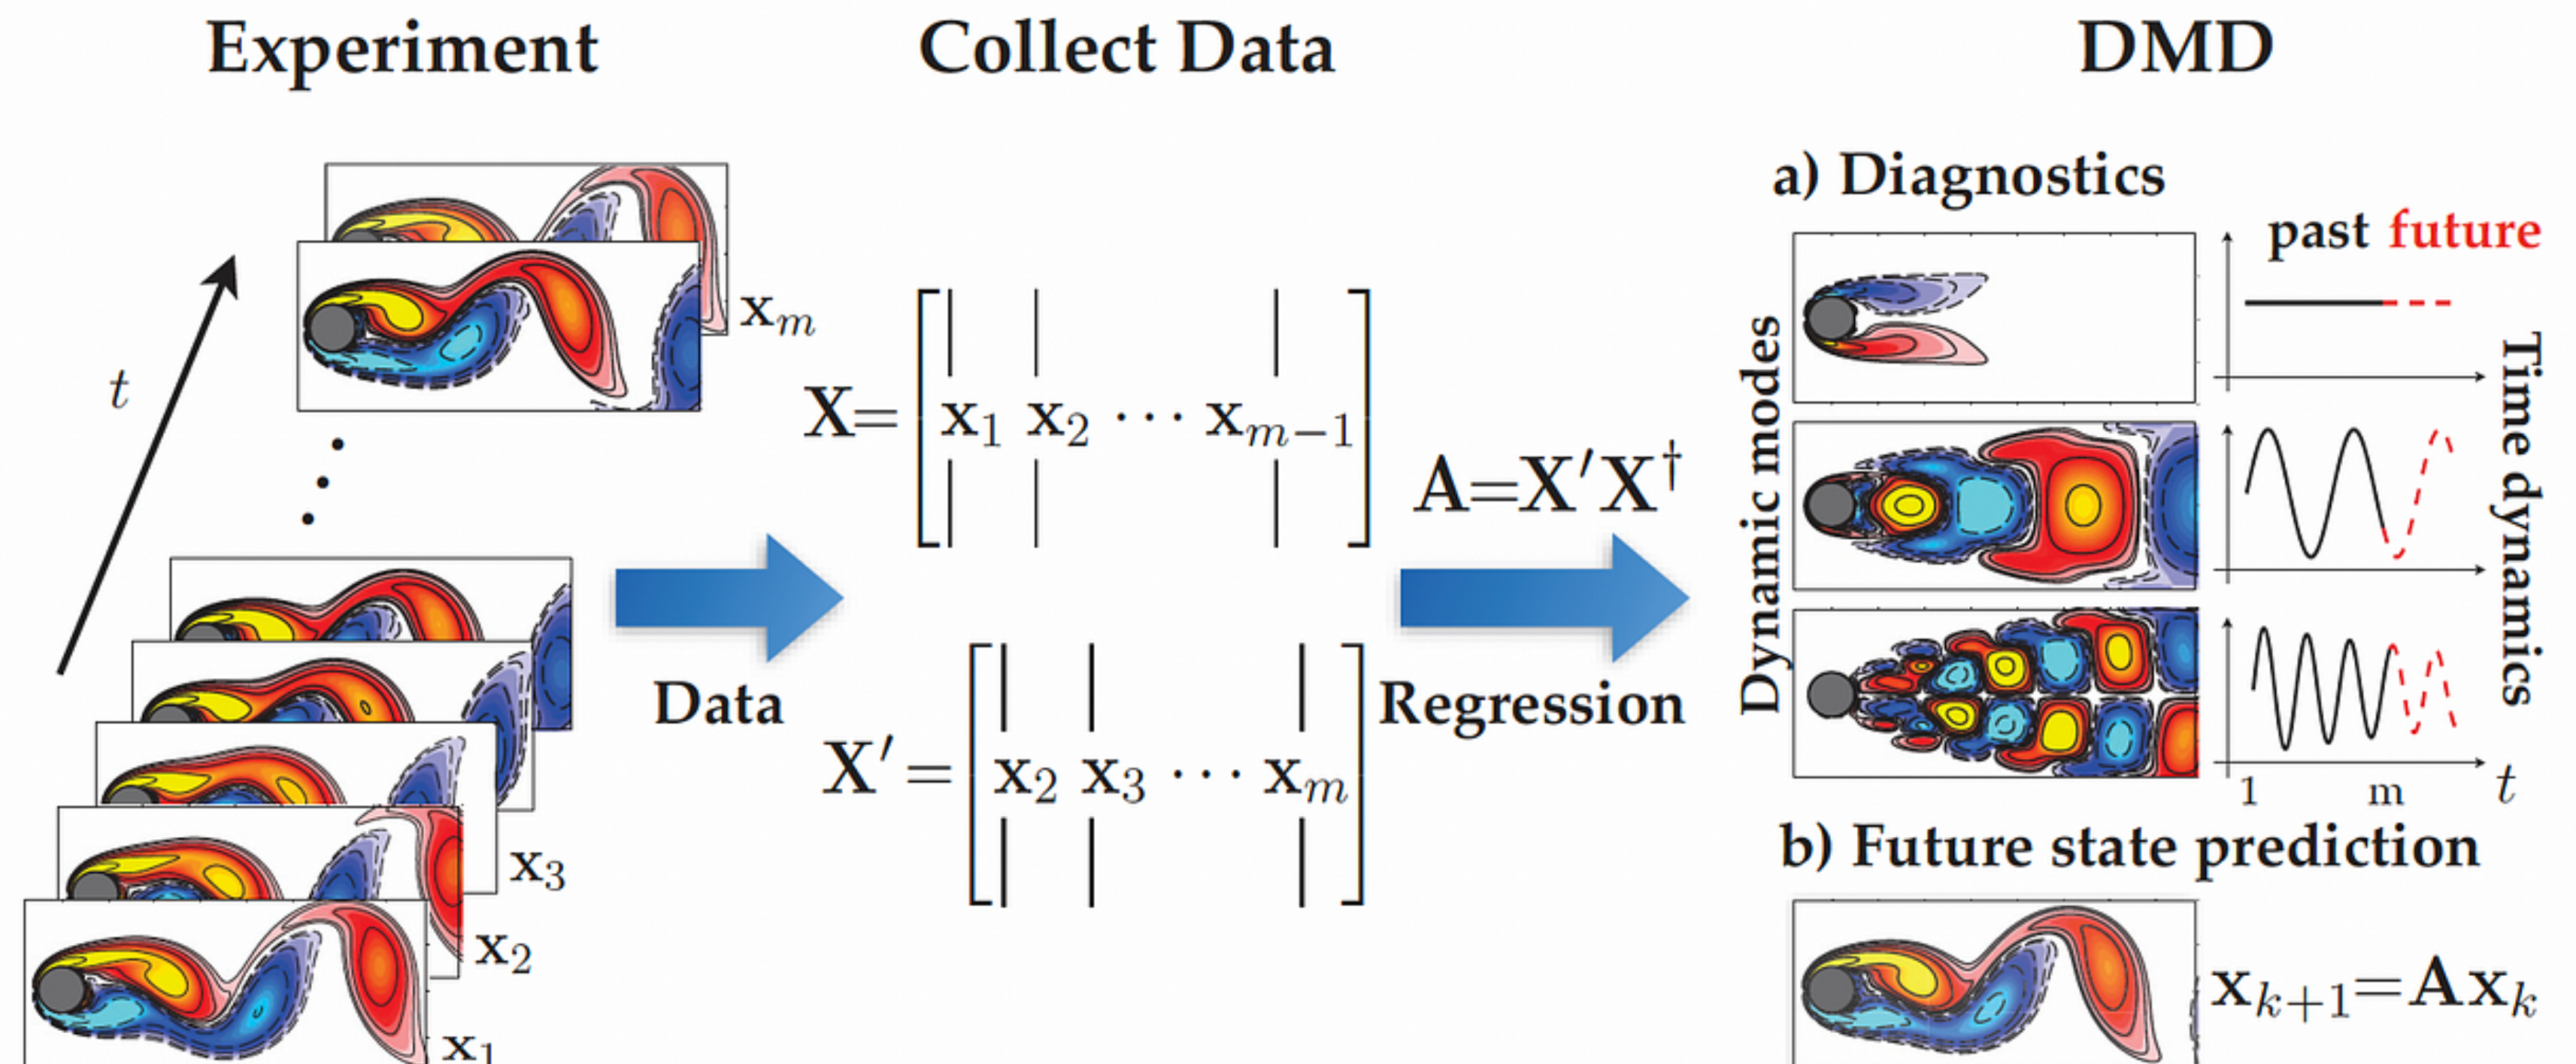 Experiment
t
x_m
x_3
x_2
x_1
Data
Collect Data
X= [ x_1 x_2 ··· x_{m−1} ]
X′ = [ x_2 x_3 ··· x_m ]
A=X′X†
Regression
DMD
a) Diagnostics
Dynamic modes
past future
Time dynamics
1 m t
b) Future state prediction
x_{k+1}=Ax_k